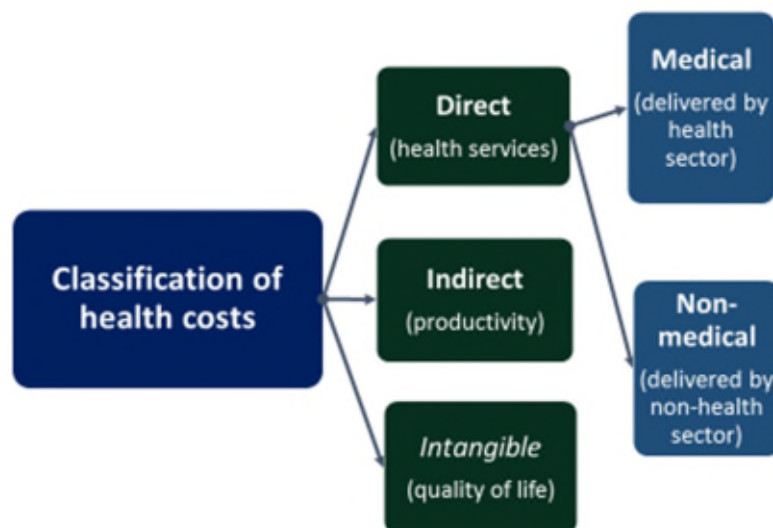 Classification of
health costs
Direct
(health services)
Indirect
(productivity)
Intangible
(quality of life)
Medical
(delivered by
health
sector)
Non-
medical
(delivered by
non-health
sector)